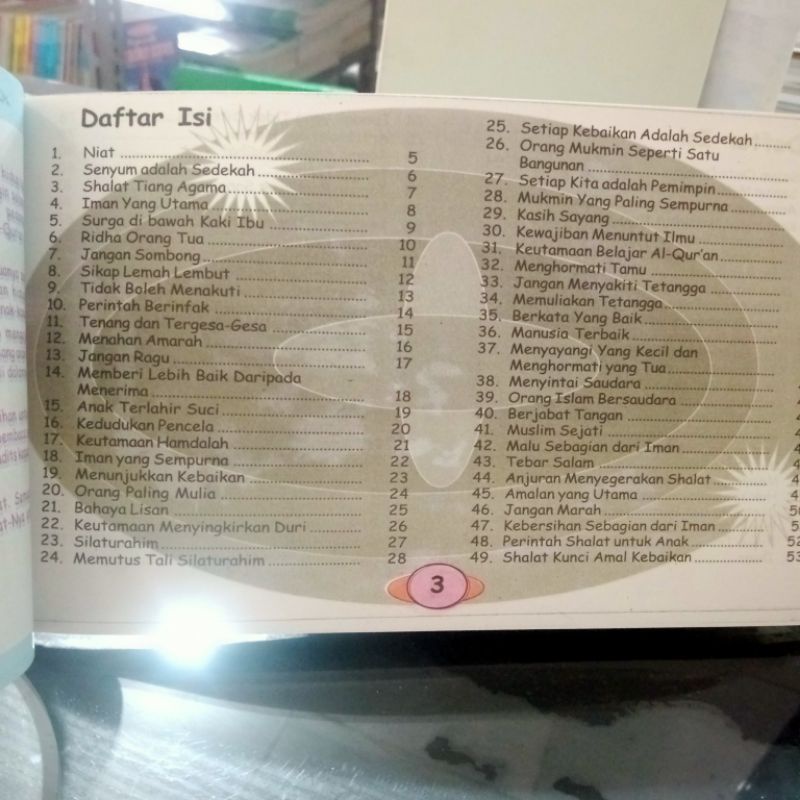 Daftar Isi
1. Niat ........ 5
2. Senyum adalah Sedekah ........ 6
3. Shalat Tiang Agama ........ 7
4. Iman Yang Utama ........ 8
5. Surga di bawah Kaki Ibu ........ 9
6. Ridha Orang Tua ........ 10
7. Jangan Sombong ........ 11
8. Sikap Lemah Lembut ........ 12
9. Tidak Boleh Menakuti ........ 13
10. Perintah Berinfak ........ 14
11. Tenang dan Tergesa-Gesa ........ 15
12. Menahan Amarah ........ 16
13. Jangan Ragu ........ 17
14. Memberi Lebih Baik Daripada
Menerima ........ 18
15. Anak Terlahir Suci ........ 19
16. Kedudukan Pencela ........ 20
17. Keutamaan Hamdalah ........ 21
18. Iman yang Sempurna ........ 22
19. Menunjukkan Kebaikan ........ 23
20. Orang Paling Mulia ........ 24
21. Bahaya Lisan ........ 25
22. Keutamaan Menyingkirkan Duri ........ 26
23. Silaturahim ........ 27
24. Memutus Tali Silaturahim ........ 28
25. Setiap Kebaikan Adalah Sedekah ........
26. Orang Mukmin Seperti Satu
Bangunan ........
27. Setiap Kita adalah Pemimpin ........
28. Mukmin Yang Paling Sempurna ........
29. Kasih Sayang ........
30. Kewajiban Menuntut Ilmu ........
31. Keutamaan Belajar Al-Qur'an ........
32. Menghormati Tamu ........
33. Jangan Menyakiti Tetangga ........
34. Memuliakan Tetangga ........
35. Berkata Yang Baik ........
36. Manusia Terbaik ........
37. Menyayangi Yang Kecil dan
Menghormati yang Tua ........
38. Menyintai Saudara ........
39. Orang Islam Bersaudara ........
40. Berjabat Tangan ........
41. Muslim Sejati ........
42. Malu Sebagian dari Iman ........
43. Tebar Salam ........
44. Anjuran Menyegerakan Shalat ........
45. Amalan yang Utama ........
46. Jangan Marah ........
47. Kebersihan Sebagian dari Iman ........
48. Perintah Shalat untuk Anak ........ 52
49. Shalat Kunci Amal Kebaikan ........ 53
3